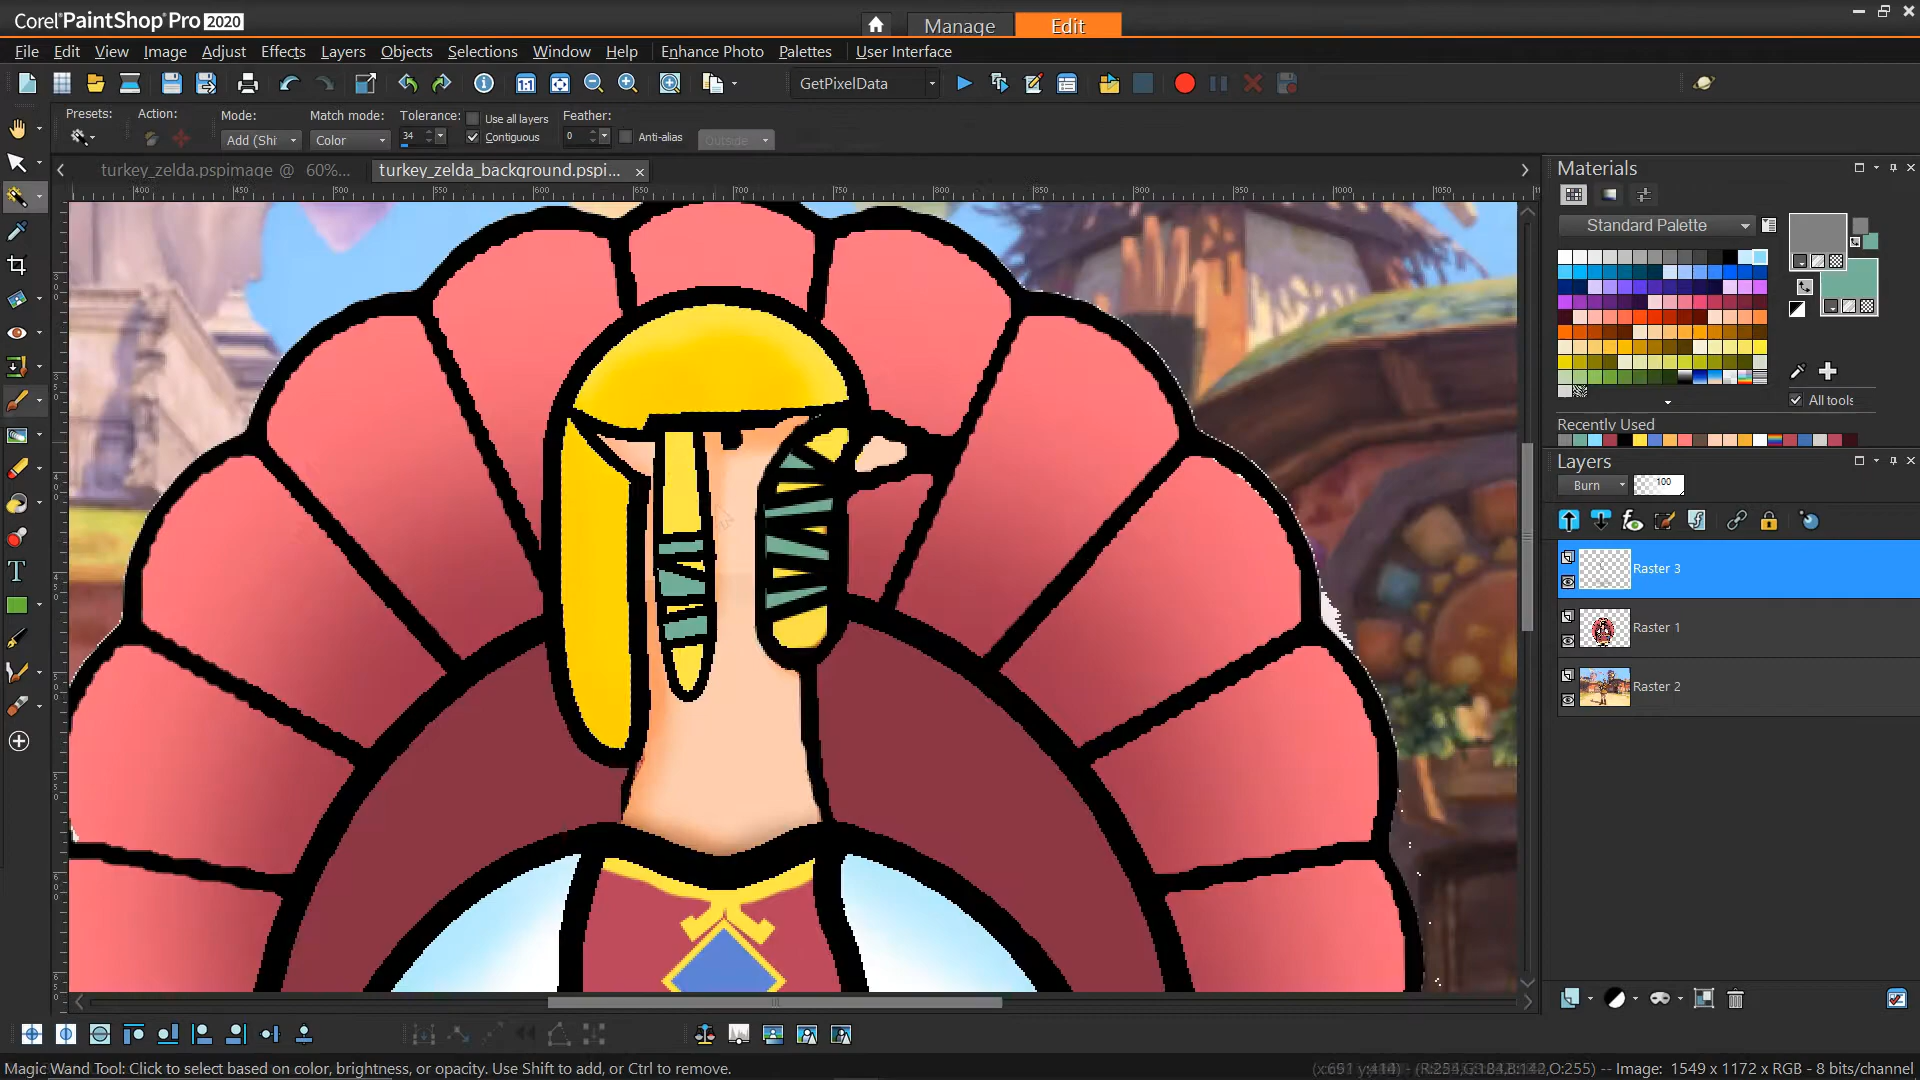 Corel PaintShop Pro 2020
Manage
Edit
File Edit View Image Adjust Effects Layers Objects Selections Window Help Enhance Photo Palettes User Interface
GetPixelData
Presets: Action: Mode: Match mode: Tolerance: Use all layers Feather:
Add (Shi Color 34 Contiguous 0 Anti-alias Outside
turkey_zelda.pspimage @ 60%...
turkey_zelda_background.pspi...
Materials
Standard Palette
All tools
Recently Used
Layers
Burn 100
Raster 3
Raster 1
Raster 2
Magic Wand Tool: Click to select based on color, brightness, or opacity. Use Shift to add, or Ctrl to remove.
-- Image: 1549 x 1172 x RGB - 8 bits/channel